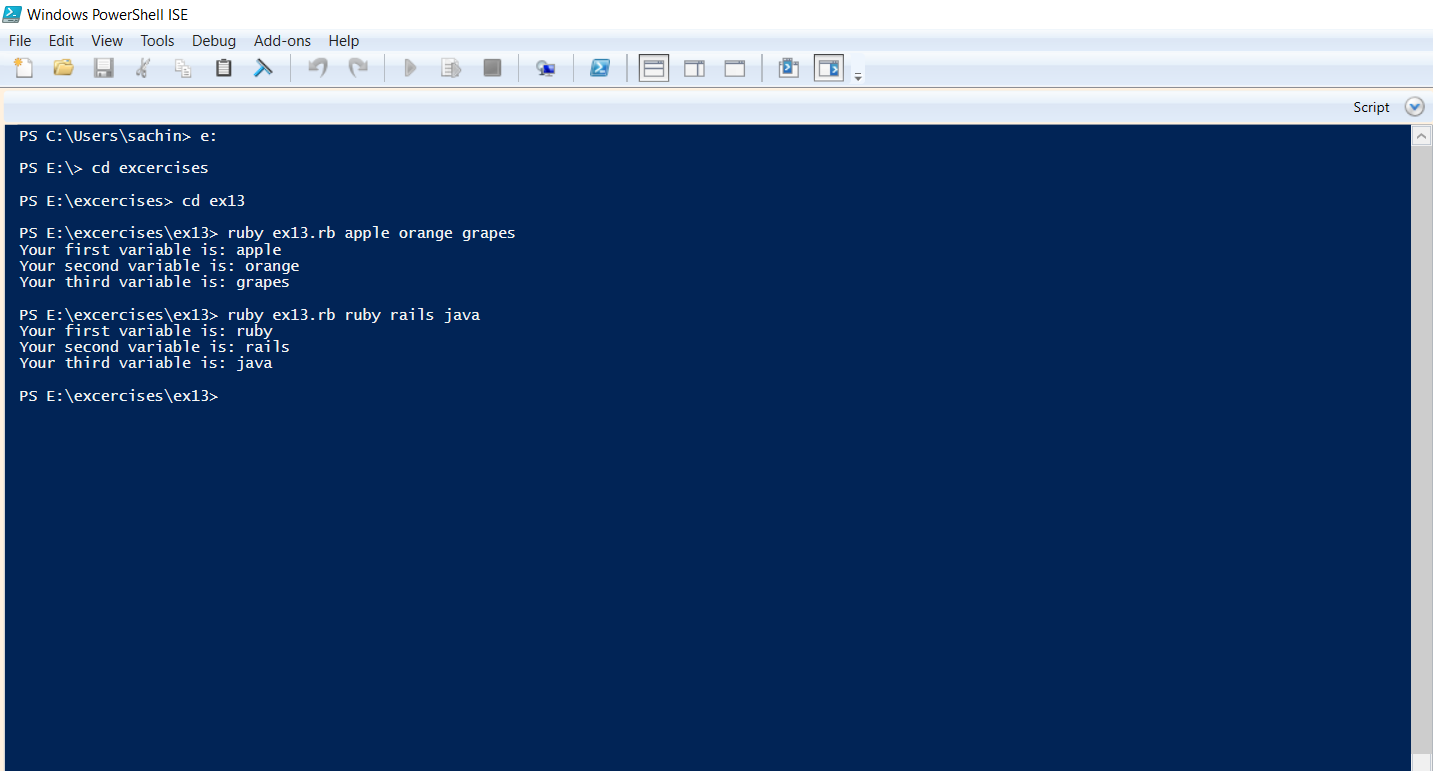 Windows PowerShell ISE
File Edit View Tools Debug Add-ons Help
Script
PS C:\Users\sachin> e:
PS E:\> cd excercises
PS E:\excercises> cd ex13
PS E:\excercises\ex13> ruby ex13.rb apple orange grapes
Your first variable is: apple
Your second variable is: orange
Your third variable is: grapes
PS E:\excercises\ex13> ruby ex13.rb ruby rails java
Your first variable is: ruby
Your second variable is: rails
Your third variable is: java
PS E:\excercises\ex13>